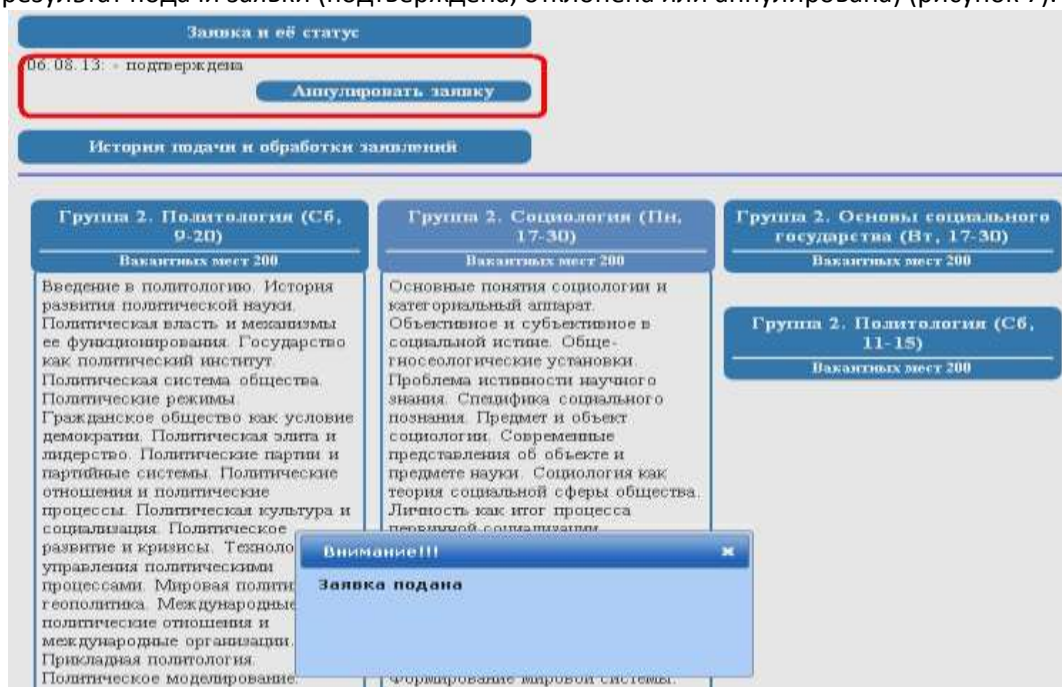 результат подачи заявки (подтверждена, отклонена или аннулирована) (рисунок 7).
Заявка и её статус
06.08.13: - подтверждена
Аннулировать заявку
История подачи и обработки заявлений
Группа 2. Политология (Сб,
9-20)
Вакантных мест 200
Введение в политологию. История
развития политической науки.
Политическая власть и механизмы
ее функционирования. Государство
как политический институт.
Политическая система общества.
Политические режимы.
Гражданское общество как условие
демократии. Политическая элита и
лидерство. Политические партии и
партийные системы. Политические
отношения и политические
процессы. Политическая культура и
социализация. Политическое
развитие и кризисы. Техноло
управления политическими
процессами. Мировая полити
геополитика. Международные
политические отношения и
международные организации.
Прикладная политология.
Политическое моделирование.
Группа 2. Социология (Пн,
17-30)
Вакантных мест 200
Основные понятия социологии и
категориальный аппарат.
Объективное и субъективное в
социальной истине. Обще-
гносеологические установки.
Проблема истинности научного
знания. Специфика социального
познания. Предмет и объект
социологии. Современные
представления об объекте и
предмете науки. Социология как
теория социальной сферы общества.
Личность как итог процесса
первичной социализации.
Формирование мировой системы.
Группа 2. Основы социального
государства (Вт, 17-30)
Вакантных мест 200
Группа 2. Политология (Сб,
11-15)
Вакантных мест 200
Внимание!!!
Заявка подана